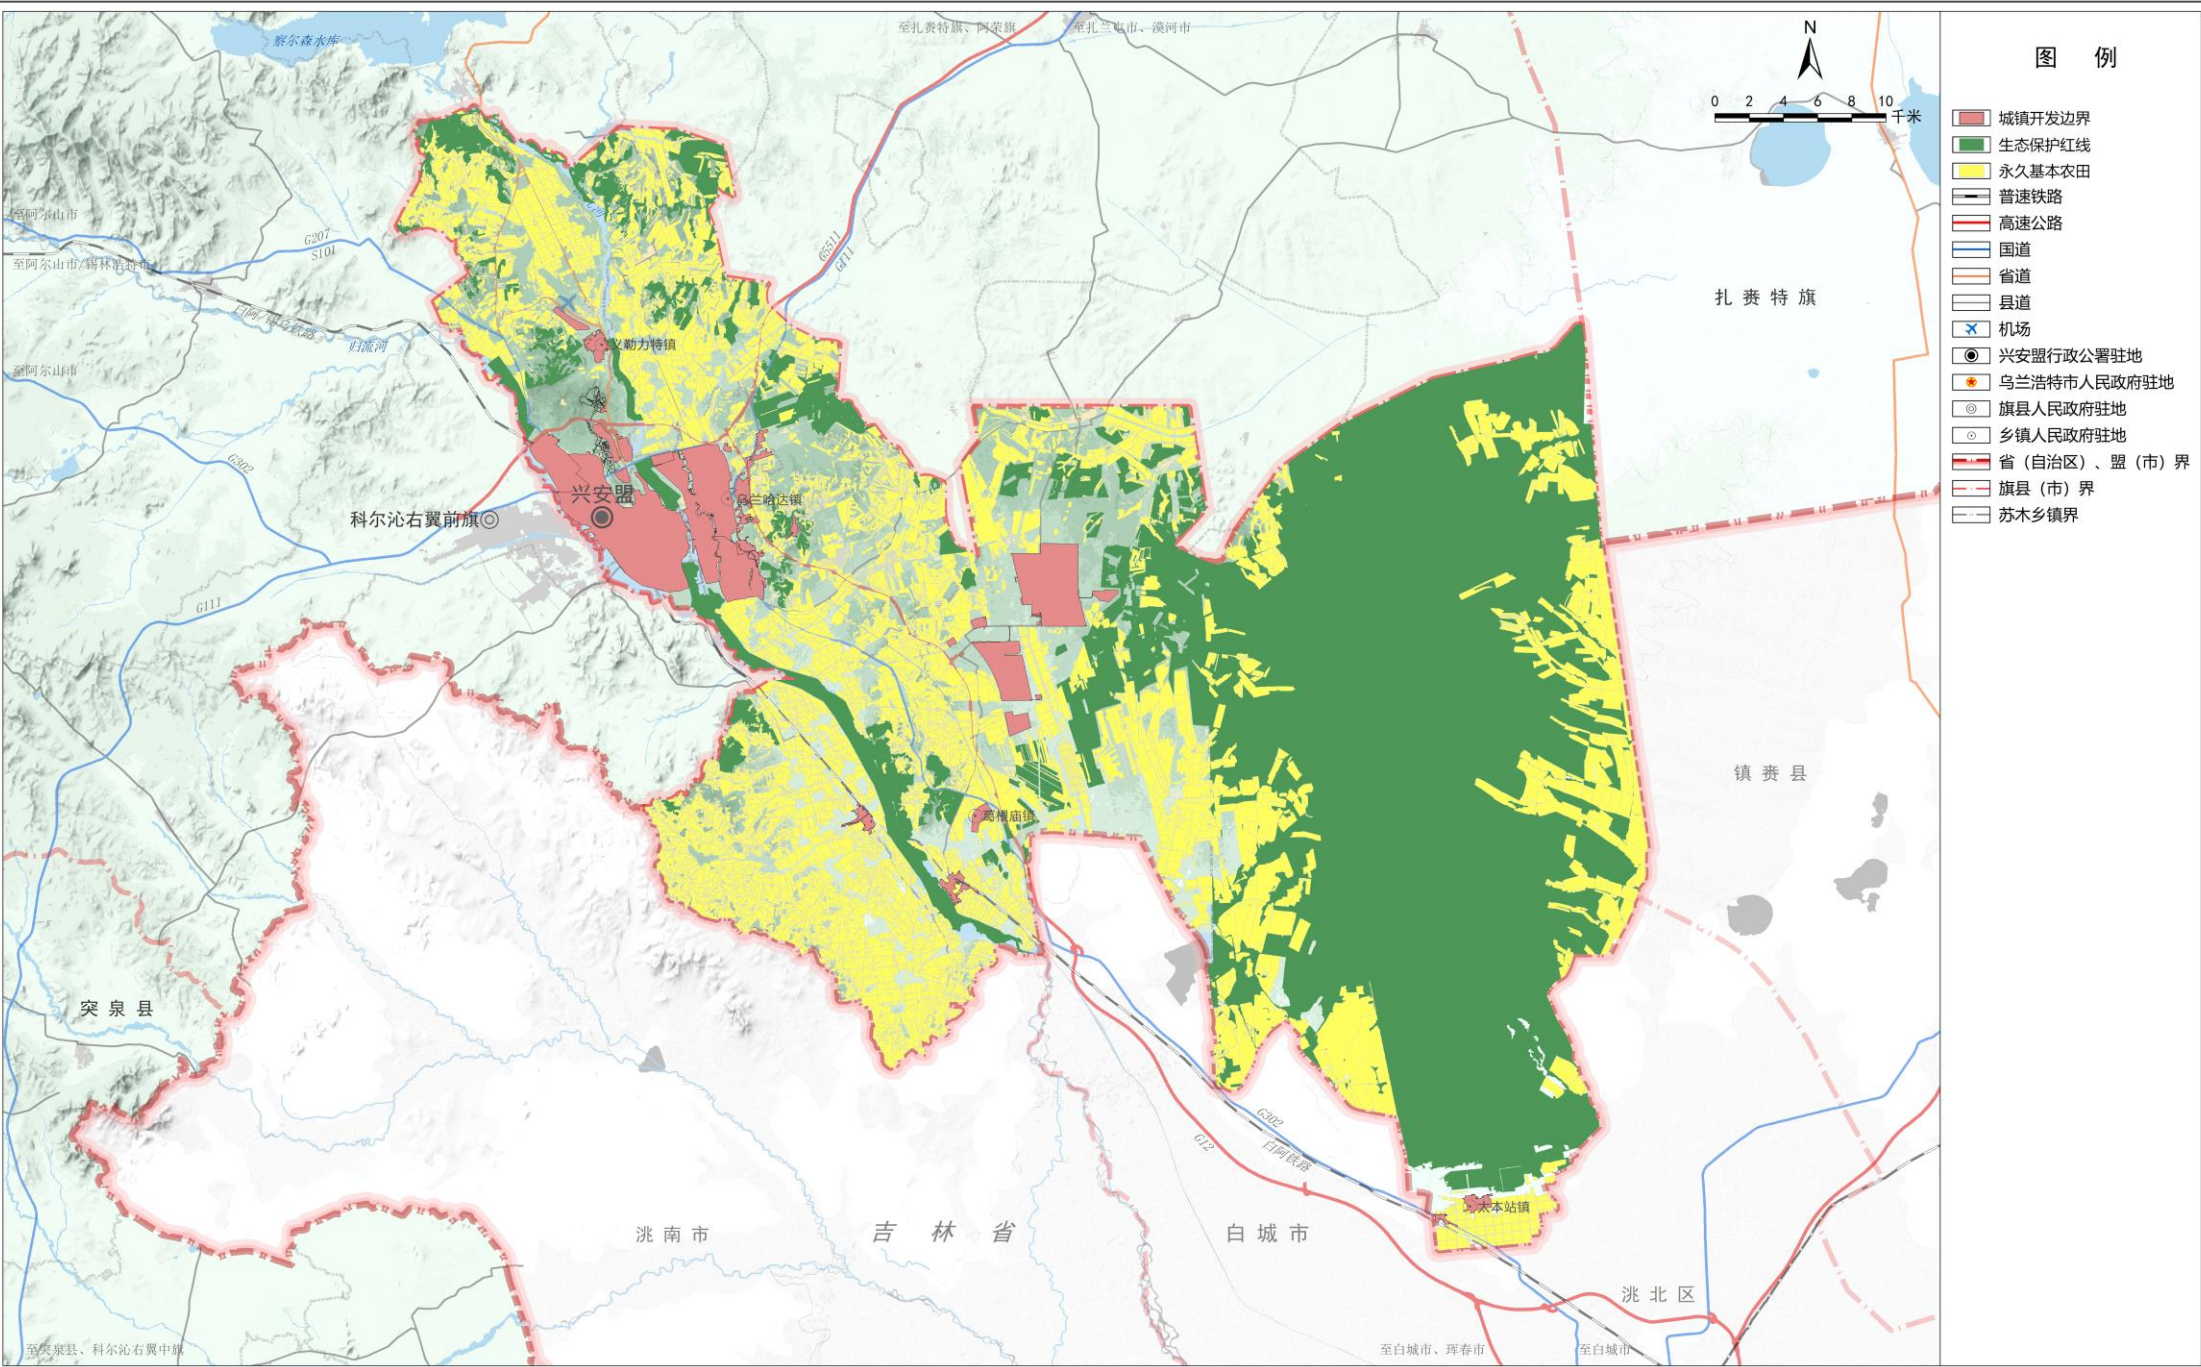 察尔森水库
至扎赉特旗、阿荣旗
至扎兰屯市、漠河市
N
0 2 4 6 8 10
千米
图 例
城镇开发边界
生态保护红线
永久基本农田
普速铁路
高速公路
国道
省道
县道
机场
兴安盟行政公署驻地
乌兰浩特市人民政府驻地
旗县人民政府驻地
乡镇人民政府驻地
省（自治区）、盟（市）界
旗县（市）界
苏木乡镇界
至阿尔山市
G207
S101
至阿尔山市/锡林浩特市
归流河
G5511
G111
扎赉特旗
义勒力特镇
至阿尔山市
G302
兴安盟
乌兰哈达镇
科尔沁右翼前旗
G111
镇赉县
葛根庙镇
突泉县
G302
G12
白阿铁路
洮南市
吉林省
白城市
太本站镇
洮北区
至突泉县、科尔沁右翼中旗
至白城市、珲春市
至白城市